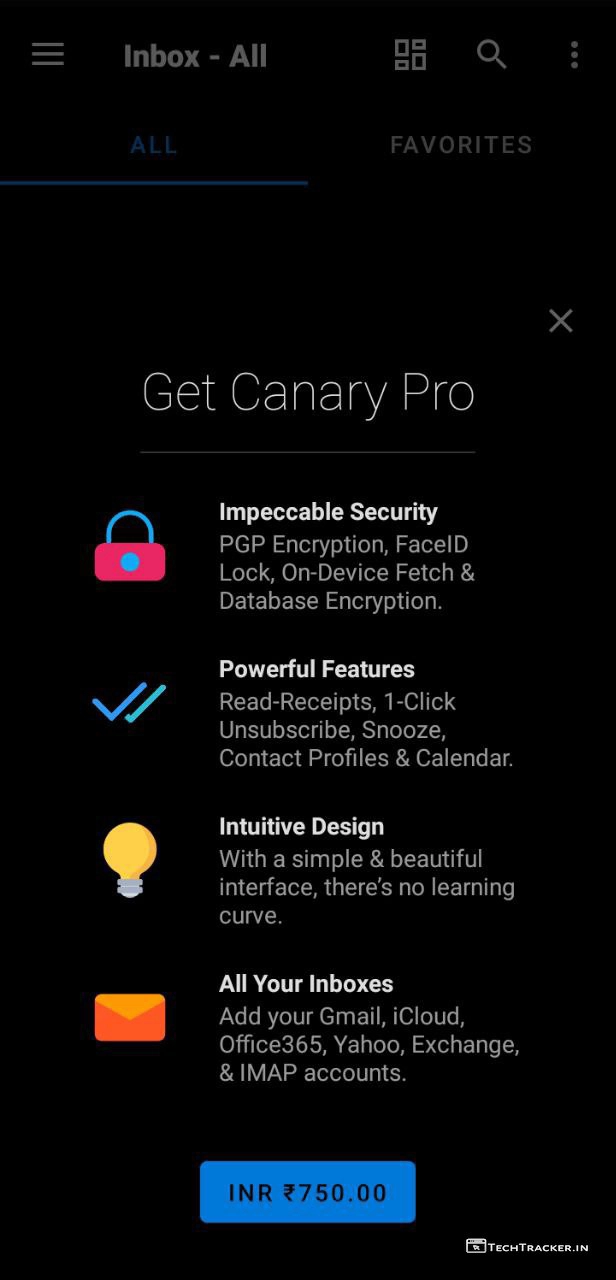 Inbox - All
ALL
FAVORITES
Get Canary Pro
Impeccable Security
PGP Encryption, FaceID
Lock, On-Device Fetch &
Database Encryption.
Powerful Features
Read-Receipts, 1-Click
Unsubscribe, Snooze,
Contact Profiles & Calendar.
Intuitive Design
With a simple & beautiful
interface, there’s no learning
curve.
All Your Inboxes
Add your Gmail, iCloud,
Office365, Yahoo, Exchange,
& IMAP accounts.
INR ₹750.00
TECHTRACKER.IN